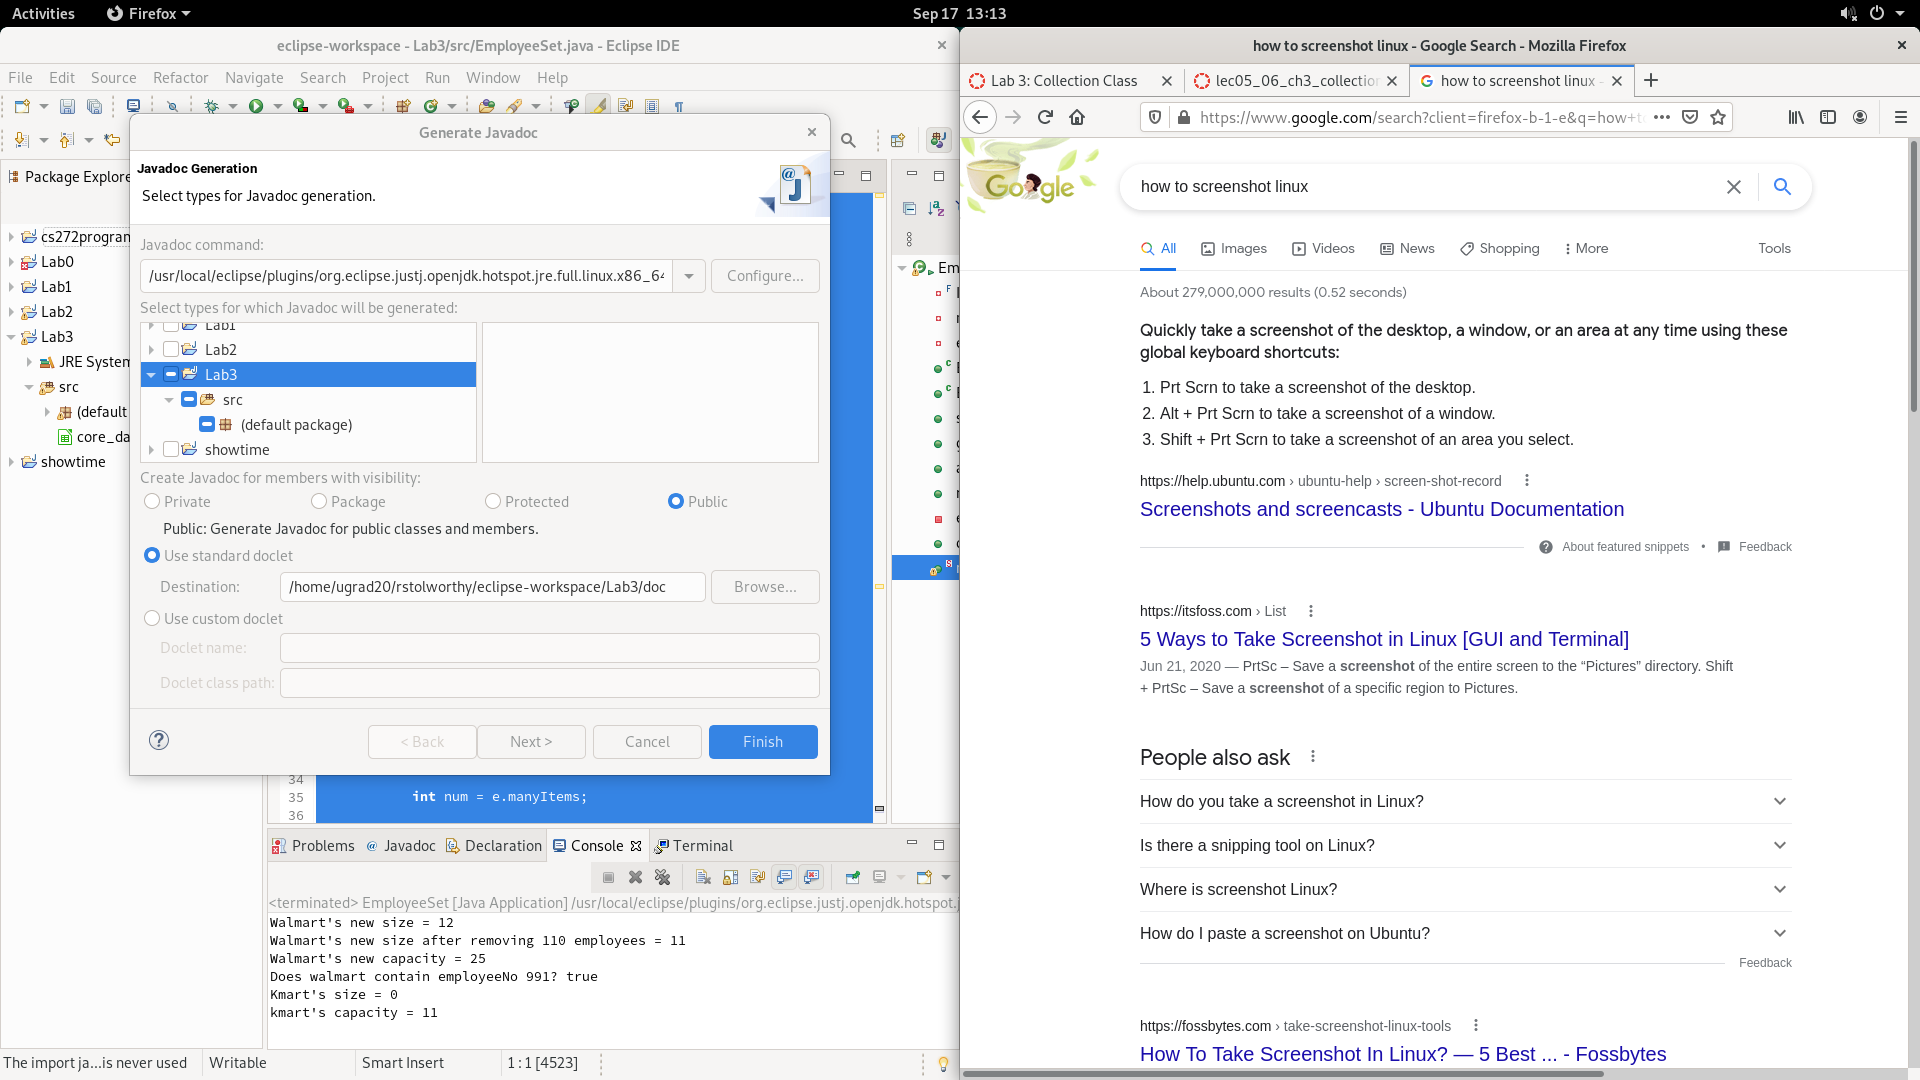 Activities
Firefox
Sep 17 13:13
eclipse-workspace - Lab3/src/EmployeeSet.java - Eclipse IDE
File Edit Source Refactor Navigate Search Project Run Window Help
Package Explore
cs272progran
Lab0
Lab1
Lab2
Lab3
JRE System
src
(default
core_da
showtime
Generate Javadoc
Javadoc Generation
Select types for Javadoc generation.
Javadoc command:
/usr/local/eclipse/plugins/org.eclipse.justj.openjdk.hotspot.jre.full.linux.x86_64
Configure...
Select types for which Javadoc will be generated:
Lab1
Lab2
Lab3
src
(default package)
showtime
Create Javadoc for members with visibility:
Private Package Protected Public
Public: Generate Javadoc for public classes and members.
Use standard doclet
Destination: /home/ugrad20/rstolworthy/eclipse-workspace/Lab3/doc Browse...
Use custom doclet
Doclet name:
Doclet class path:
< Back Next > Cancel Finish
Em
34
35 int num = e.manyItems;
36
Problems Javadoc Declaration Console Terminal
<terminated> EmployeeSet [Java Application] /usr/local/eclipse/plugins/org.eclipse.justj.openjdk.hotspot.j
Walmart's new size = 12
Walmart's new size after removing 110 employees = 11
Walmart's new capacity = 25
Does walmart contain employeeNo 991? true
Kmart's size = 0
kmart's capacity = 11
The import ja...is never used Writable Smart Insert 1 : 1 [4523]
how to screenshot linux - Google Search - Mozilla Firefox
Lab 3: Collection Class
lec05_06_ch3_collection
how to screenshot linux -
https://www.google.com/search?client=firefox-b-1-e&q=how+t
Google
how to screenshot linux
All Images Videos News Shopping More Tools
About 279,000,000 results (0.52 seconds)
Quickly take a screenshot of the desktop, a window, or an area at any time using these
global keyboard shortcuts:
1. Prt Scrn to take a screenshot of the desktop.
2. Alt + Prt Scrn to take a screenshot of a window.
3. Shift + Prt Scrn to take a screenshot of an area you select.
https://help.ubuntu.com › ubuntu-help › screen-shot-record
Screenshots and screencasts - Ubuntu Documentation
About featured snippets • Feedback
https://itsfoss.com › List
5 Ways to Take Screenshot in Linux [GUI and Terminal]
Jun 21, 2020 — PrtSc – Save a screenshot of the entire screen to the “Pictures” directory. Shift
+ PrtSc – Save a screenshot of a specific region to Pictures.
People also ask
How do you take a screenshot in Linux?
Is there a snipping tool on Linux?
Where is screenshot Linux?
How do I paste a screenshot on Ubuntu?
Feedback
https://fossbytes.com › take-screenshot-linux-tools
How To Take Screenshot In Linux? — 5 Best ... - Fossbytes